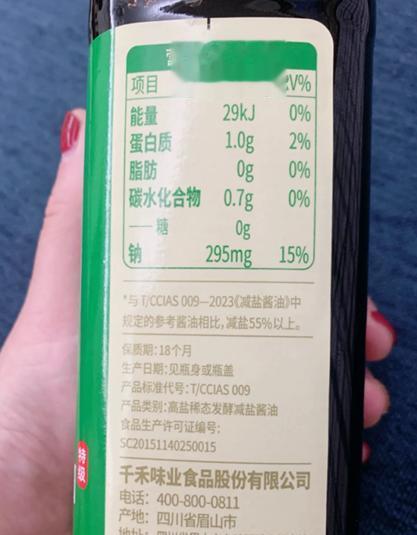 项目 RV%
能量 29kJ 0%
蛋白质 1.0g 2%
脂肪 0g 0%
碳水化合物 0.7g 0%
——糖 0g
钠 295mg 15%
*与T/CCIAS 009—2023《减盐酱油》中
规定的参考酱油相比，减盐55%以上。
保质期：18个月
生产日期：见瓶身或瓶盖
产品标准代号：T/CCIAS 009
产品类别：高盐稀态发酵减盐酱油
食品生产许可证编号：
SC20151140250015
特级
千禾味业食品股份有限公司
电话：400-800-0811
产地：四川省眉山市